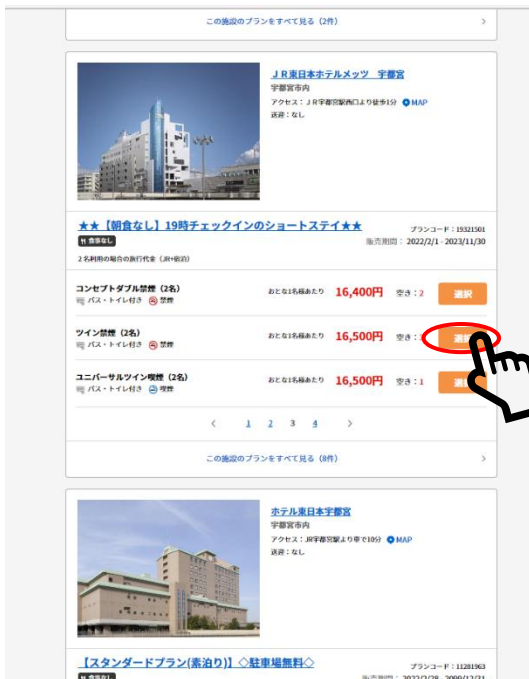 この施設のプランをすべて見る（2件）
ＪＲ東日本ホテルメッツ　宇都宮
宇都宮市内
アクセス：ＪＲ宇都宮駅西口より徒歩1分 MAP
送迎：なし
★★【朝食なし】19時チェックインのショートステイ★★
プランコード：19321501
食事なし
販売期間： 2022/2/1 - 2023/11/30
2名利用の場合の旅行代金（JR+宿泊）
コンセプトダブル禁煙（2名）
おとな1名様あたり 16,400円 空き：2 選択
バス・トイレ付き 禁煙
ツイン禁煙（2名）
おとな1名様あたり 16,500円 空き： 選択
バス・トイレ付き 禁煙
ユニバーサルツイン喫煙（2名）
おとな1名様あたり 16,500円 空き：1
バス・トイレ付き 喫煙
< 1 2 3 4 >
この施設のプランをすべて見る（8件）
ホテル東日本宇都宮
宇都宮市内
アクセス：JR宇都宮駅より車で10分 MAP
送迎：なし
【スタンダードプラン(素泊り)】◇駐車場無料◇
プランコード：11281963
食事なし